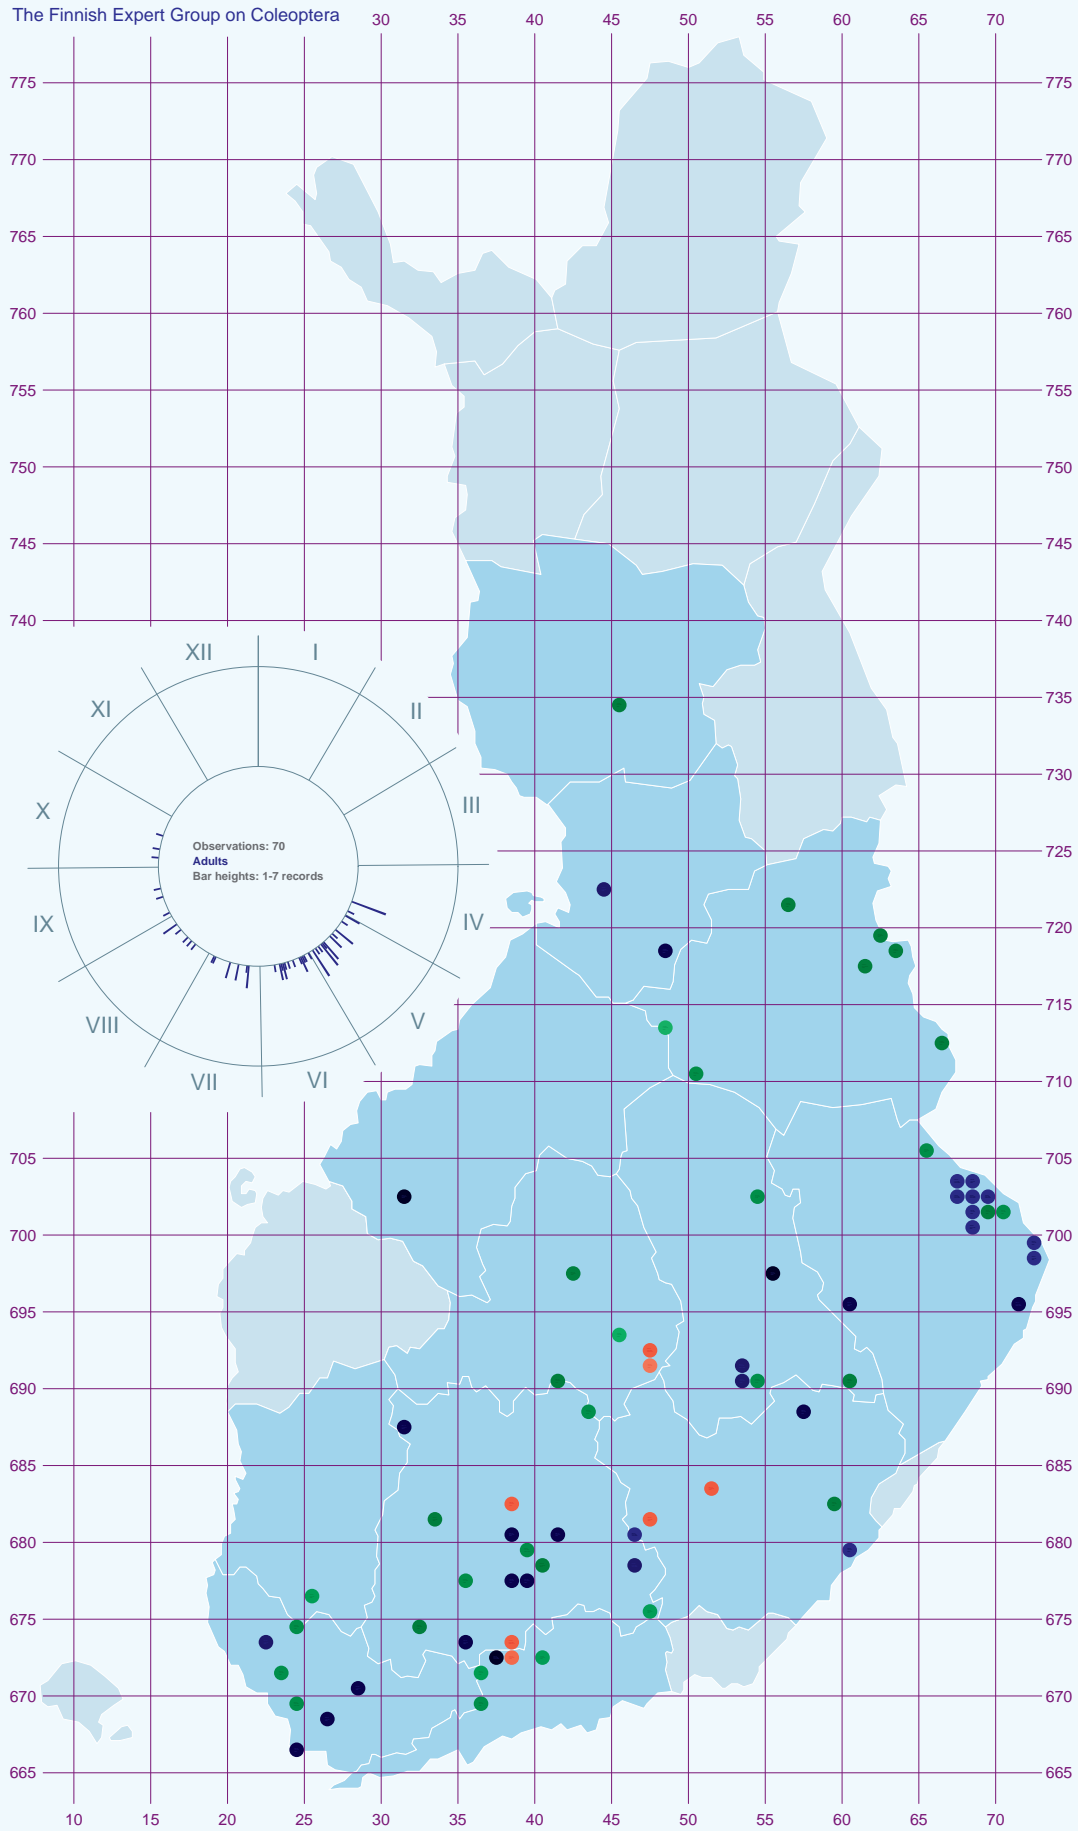 The Finnish Expert Group on Coleoptera
30 35 40 45 50 55 60 65 70
775 775
770 770
765 765
760 760
755 755
750 750
745 745
740 740
735
730
725
720
715
710
705 705
700 700
695 695
690 690
685 685
680 680
675 675
670 670
665 665
XII I
XI II
X III
IX IV
VIII V
VII VI
Observations: 70
Adults
Bar heights: 1-7 records
10 15 20 25 30 35 40 45 50 55 60 65 70